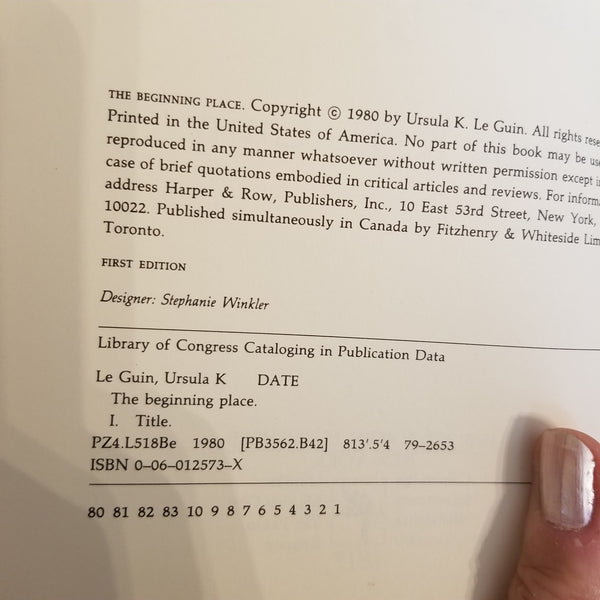 THE BEGINNING PLACE. Copyright © 1980 by Ursula K. Le Guin. All rights
Printed in the United States of America. No part of this book may be
reproduced in any manner whatsoever without written permission except
case of brief quotations embodied in critical articles and reviews. For
address Harper & Row, Publishers, Inc., 10 East 53rd Street, New York,
10022. Published simultaneously in Canada by Fitzhenry & Whiteside
Toronto.
FIRST EDITION
Designer: Stephanie Winkler
Library of Congress Cataloging in Publication Data
Le Guin, Ursula K DATE
The beginning place.
I. Title.
PZ4.L518Be 1980 [PB3562.B42] 813'.5'4 79–2653
ISBN 0–06–012573–X
80 81 82 83 10 9 8 7 6 5 4 3 2 1